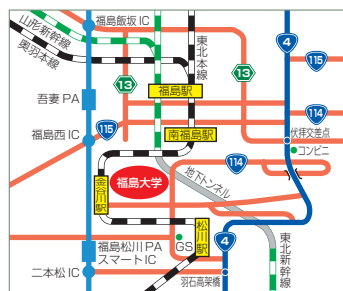 福島飯坂IC
山形新幹線
奥羽本線
東北本線
4
115
13
13
福島駅
吾妻PA
115
南福島駅
福島西IC
伏拝交差点
コンビニ
114
114
地下トンネル
福島大学
金谷川駅
松川駅
GS
4
東北新幹線
福島松川PA
スマートIC
二本松IC
羽石高架橋